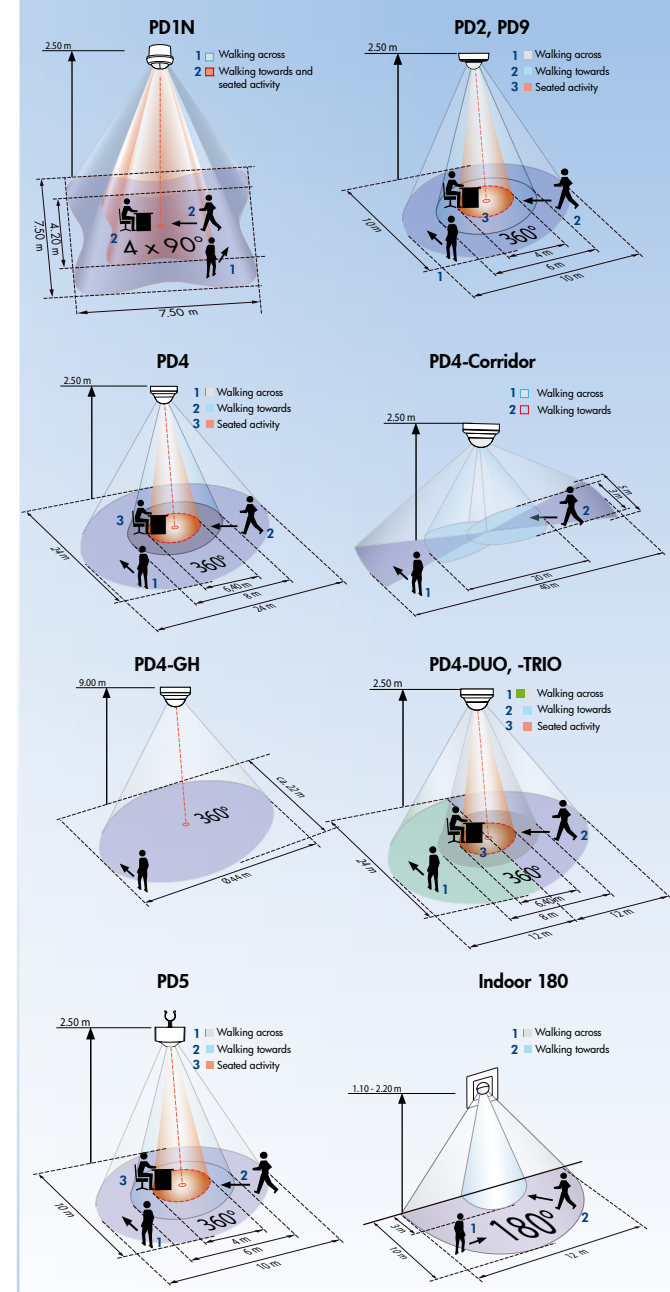 PD1N
2.50 m
1 Walking across
2 Walking towards and
seated activity
2
2
4 x 90°
1
7.50 m
4.20 m
7.50 m
PD2, PD9
2.50 m
1 Walking across
2 Walking towards
3 Seated activity
3
2
360°
1
10 m
4 m
6 m
10 m
PD4
2.50 m
1 Walking across
2 Walking towards
3 Seated activity
3
2
360°
1
24 m
6,40 m
8 m
24 m
PD4-Corridor
2.50 m
1 Walking across
2 Walking towards
5 m
3 m
2
1
20 m
40 m
PD4-GH
9.00 m
ca.22 m
360°
Ø44 m
PD4-DUO, -TRIO
2.50 m
1 Walking across
2 Walking towards
3 Seated activity
2
3
360°
1
24 m
6,40 m
8 m
12 m
12 m
PD5
2.50 m
1 Walking across
2 Walking towards
3 Seated activity
3
2
360°
1
10 m
4 m
6 m
10 m
Indoor 180
1 Walking across
2 Walking towards
1.10 - 2.20 m
1
180°
2
3 m
10 m
12 m